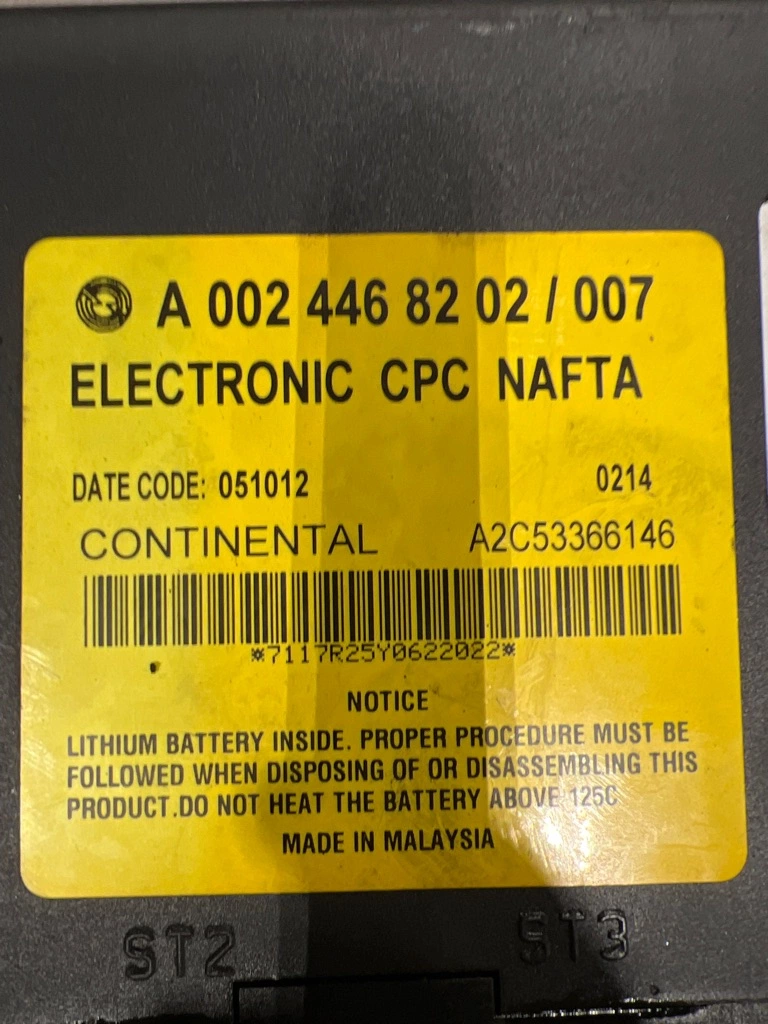 A 002 446 82 02 / 007
ELECTRONIC CPC NAFTA
DATE CODE: 051012 0214
CONTINENTAL A2C53366146
*7117R25Y0622022*
NOTICE
LITHIUM BATTERY INSIDE. PROPER PROCEDURE MUST BE
FOLLOWED WHEN DISPOSING OF OR DISASSEMBLING THIS
PRODUCT.DO NOT HEAT THE BATTERY ABOVE 125C
MADE IN MALAYSIA
ST2 ST3